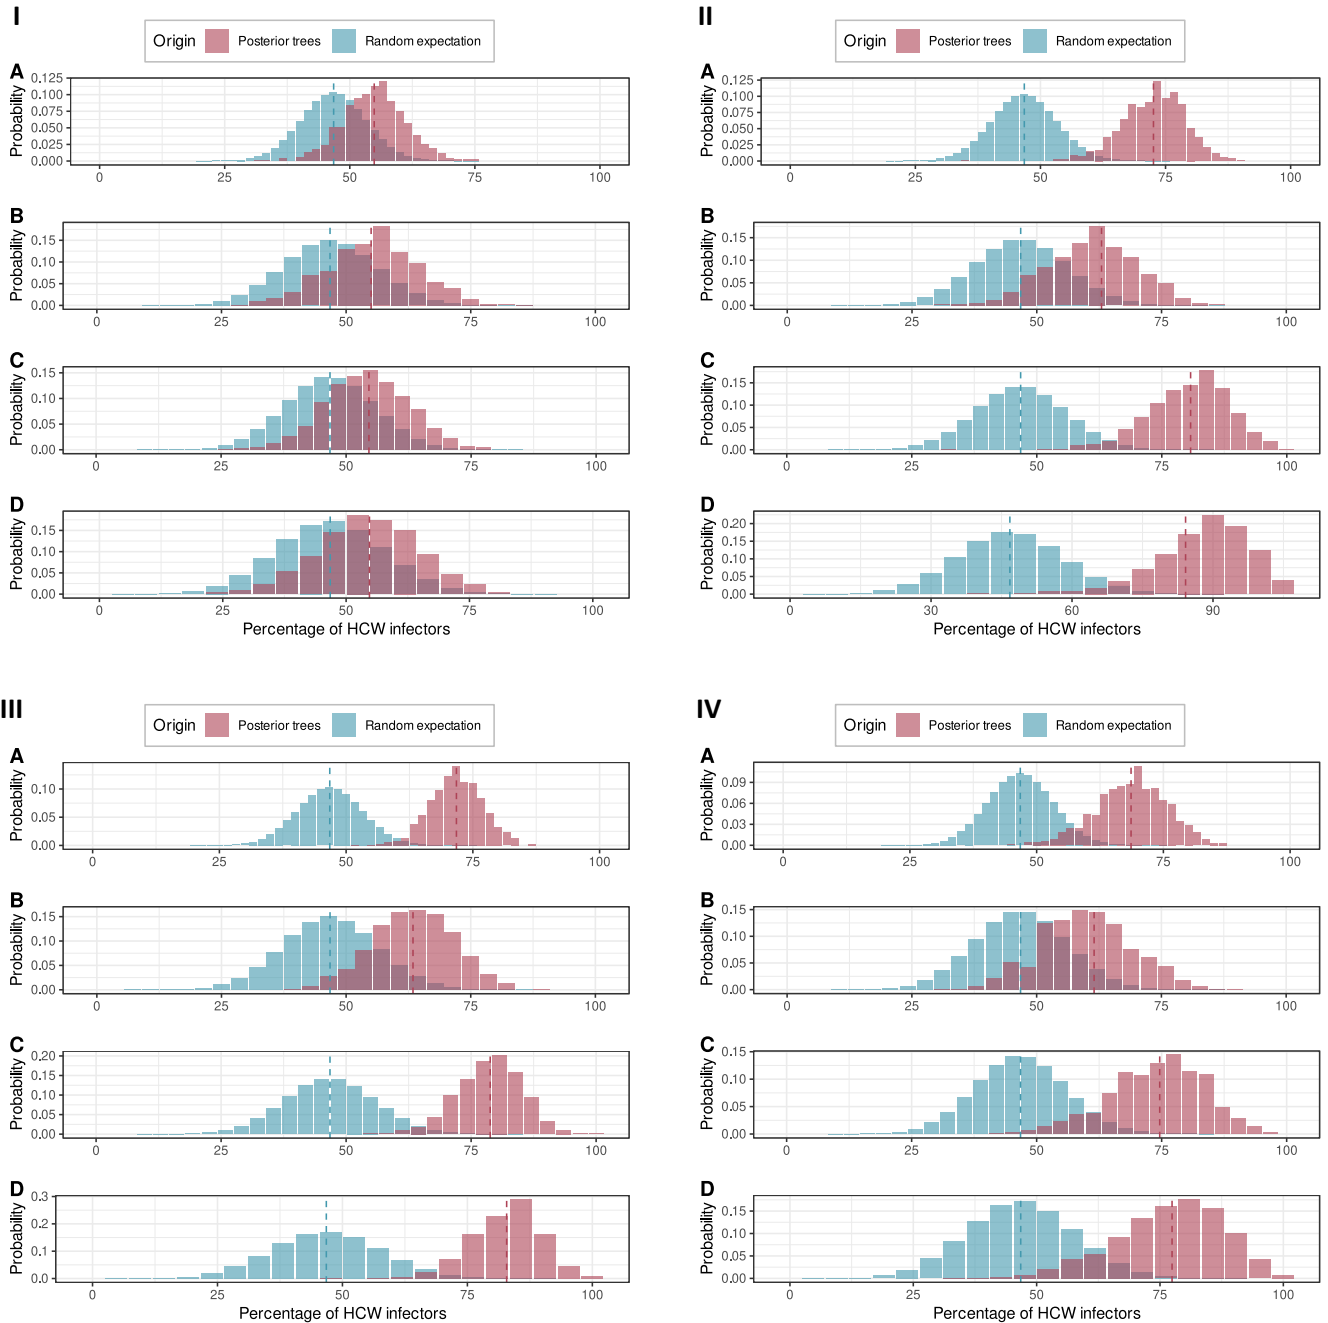 I
Origin Posterior trees Random expectation
A
Probability
0.125
0.100
0.075
0.050
0.025
0.000
0 25 50 75 100
B
Probability
0.15
0.10
0.05
0.00
0 25 50 75 100
C
Probability
0.15
0.10
0.05
0.00
0 25 50 75 100
D
Probability
0.15
0.10
0.05
0.00
0 25 50 75 100
Percentage of HCW infectors
II
Origin Posterior trees Random expectation
A
Probability
0.125
0.100
0.075
0.050
0.025
0.000
0 25 50 75 100
B
Probability
0.15
0.10
0.05
0.00
0 25 50 75 100
C
Probability
0.15
0.10
0.05
0.00
0 25 50 75 100
D
Probability
0.20
0.15
0.10
0.05
0.00
0 30 60 90
Percentage of HCW infectors
III
Origin Posterior trees Random expectation
A
Probability
0.10
0.05
0.00
0 25 50 75 100
B
Probability
0.15
0.10
0.05
0.00
0 25 50 75 100
C
Probability
0.20
0.15
0.10
0.05
0.00
0 25 50 75 100
D
Probability
0.3
0.2
0.1
0.0
0 25 50 75 100
Percentage of HCW infectors
IV
Origin Posterior trees Random expectation
A
Probability
0.09
0.06
0.03
0.00
0 25 50 75 100
B
Probability
0.15
0.10
0.05
0.00
0 25 50 75 100
C
Probability
0.15
0.10
0.05
0.00
0 25 50 75 100
D
Probability
0.15
0.10
0.05
0.00
0 25 50 75 100
Percentage of HCW infectors